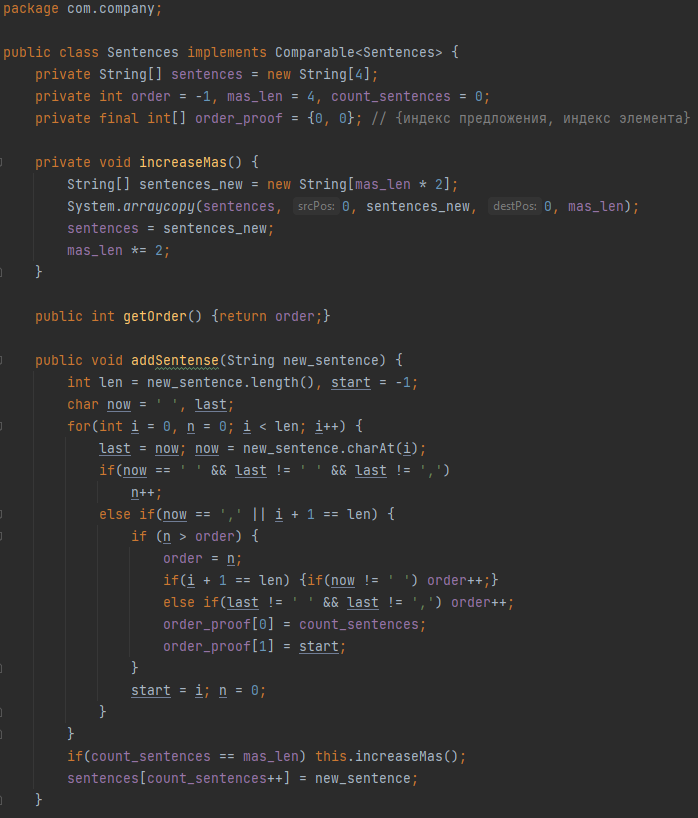 package com.company;
public class Sentences implements Comparable<Sentences> {
private String[] sentences = new String[4];
private int order = -1, mas_len = 4, count_sentences = 0;
private final int[] order_proof = {0, 0}; // {индекс предложения, индекс элемента}
private void increaseMas() {
String[] sentences_new = new String[mas_len * 2];
System.arraycopy(sentences, srcPos: 0, sentences_new, destPos: 0, mas_len);
sentences = sentences_new;
mas_len *= 2;
}
public int getOrder() {return order;}
public void addSentense(String new_sentence) {
int len = new_sentence.length(), start = -1;
char now = ' ', last;
for(int i = 0, n = 0; i < len; i++) {
last = now; now = new_sentence.charAt(i);
if(now == ' ' && last != ' ' && last != ',')
n++;
else if(now == ',' || i + 1 == len) {
if (n > order) {
order = n;
if(i + 1 == len) {if(now != ' ') order++;}
else if(last != ' ' && last != ',') order++;
order_proof[0] = count_sentences;
order_proof[1] = start;
}
start = i; n = 0;
}
}
if(count_sentences == mas_len) this.increaseMas();
sentences[count_sentences++] = new_sentence;
}